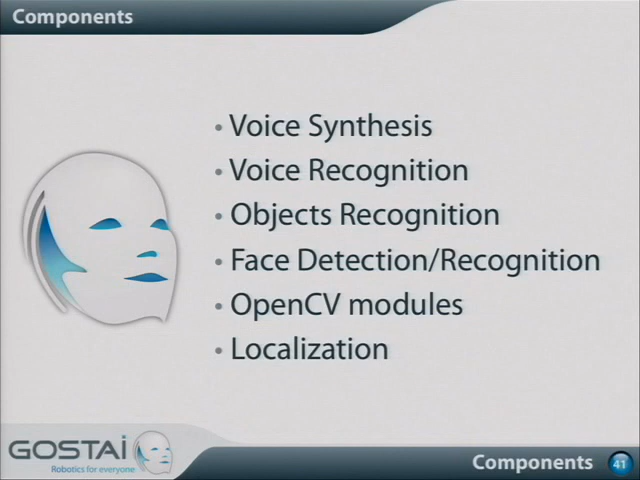 Components
• Voice Synthesis
• Voice Recognition
• Objects Recognition
• Face Detection/Recognition
• OpenCV modules
• Localization
GOSTAI
Robotics for everyone
Components 41